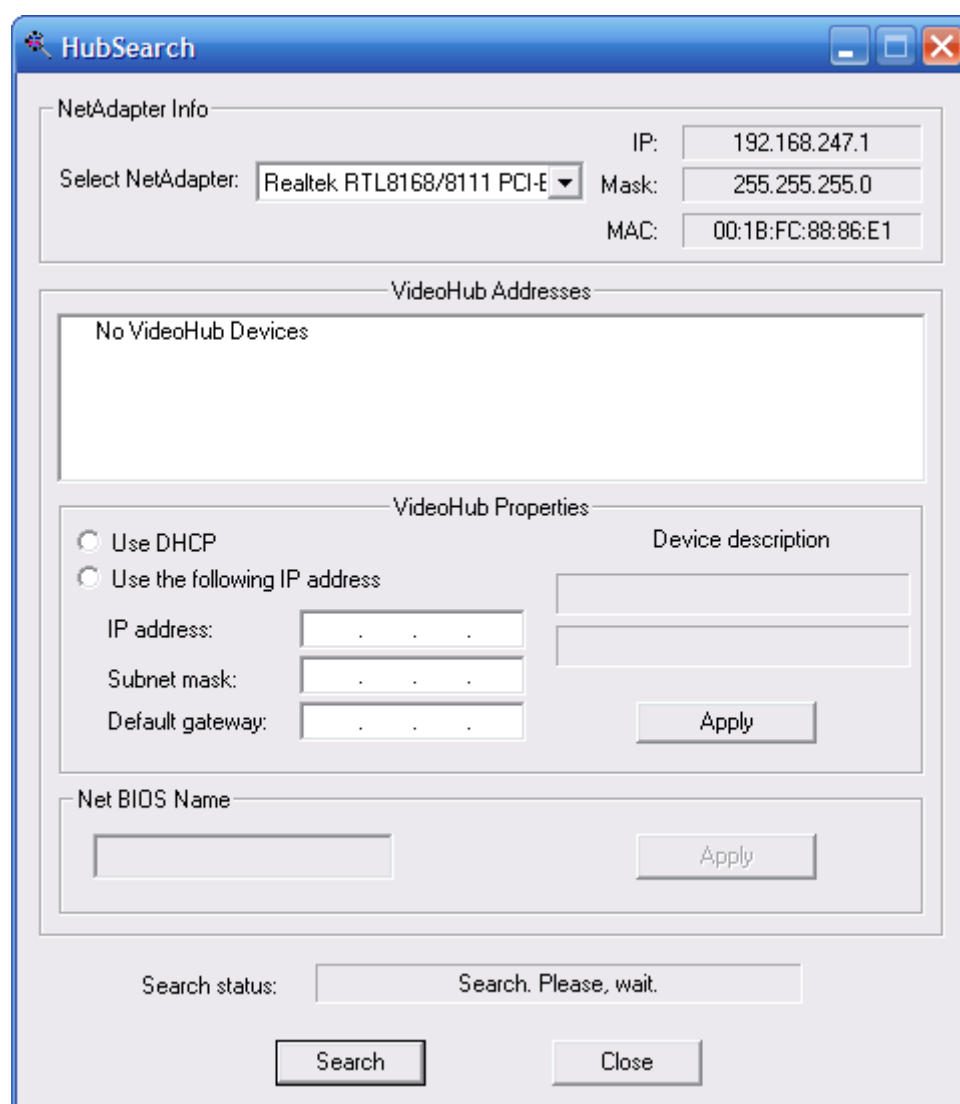 HubSearch
NetAdapter Info
IP: 192.168.247.1
Select NetAdapter: Realtek RTL8168/8111 PCI-E Mask: 255.255.255.0
MAC: 00:1B:FC:88:86:E1
VideoHub Addresses
No VideoHub Devices
VideoHub Properties
Use DHCP
Device description
Use the following IP address
IP address: . . .
Subnet mask: . . .
Default gateway: . . .
Apply
Net BIOS Name
Apply
Search status: Search. Please, wait.
Search Close